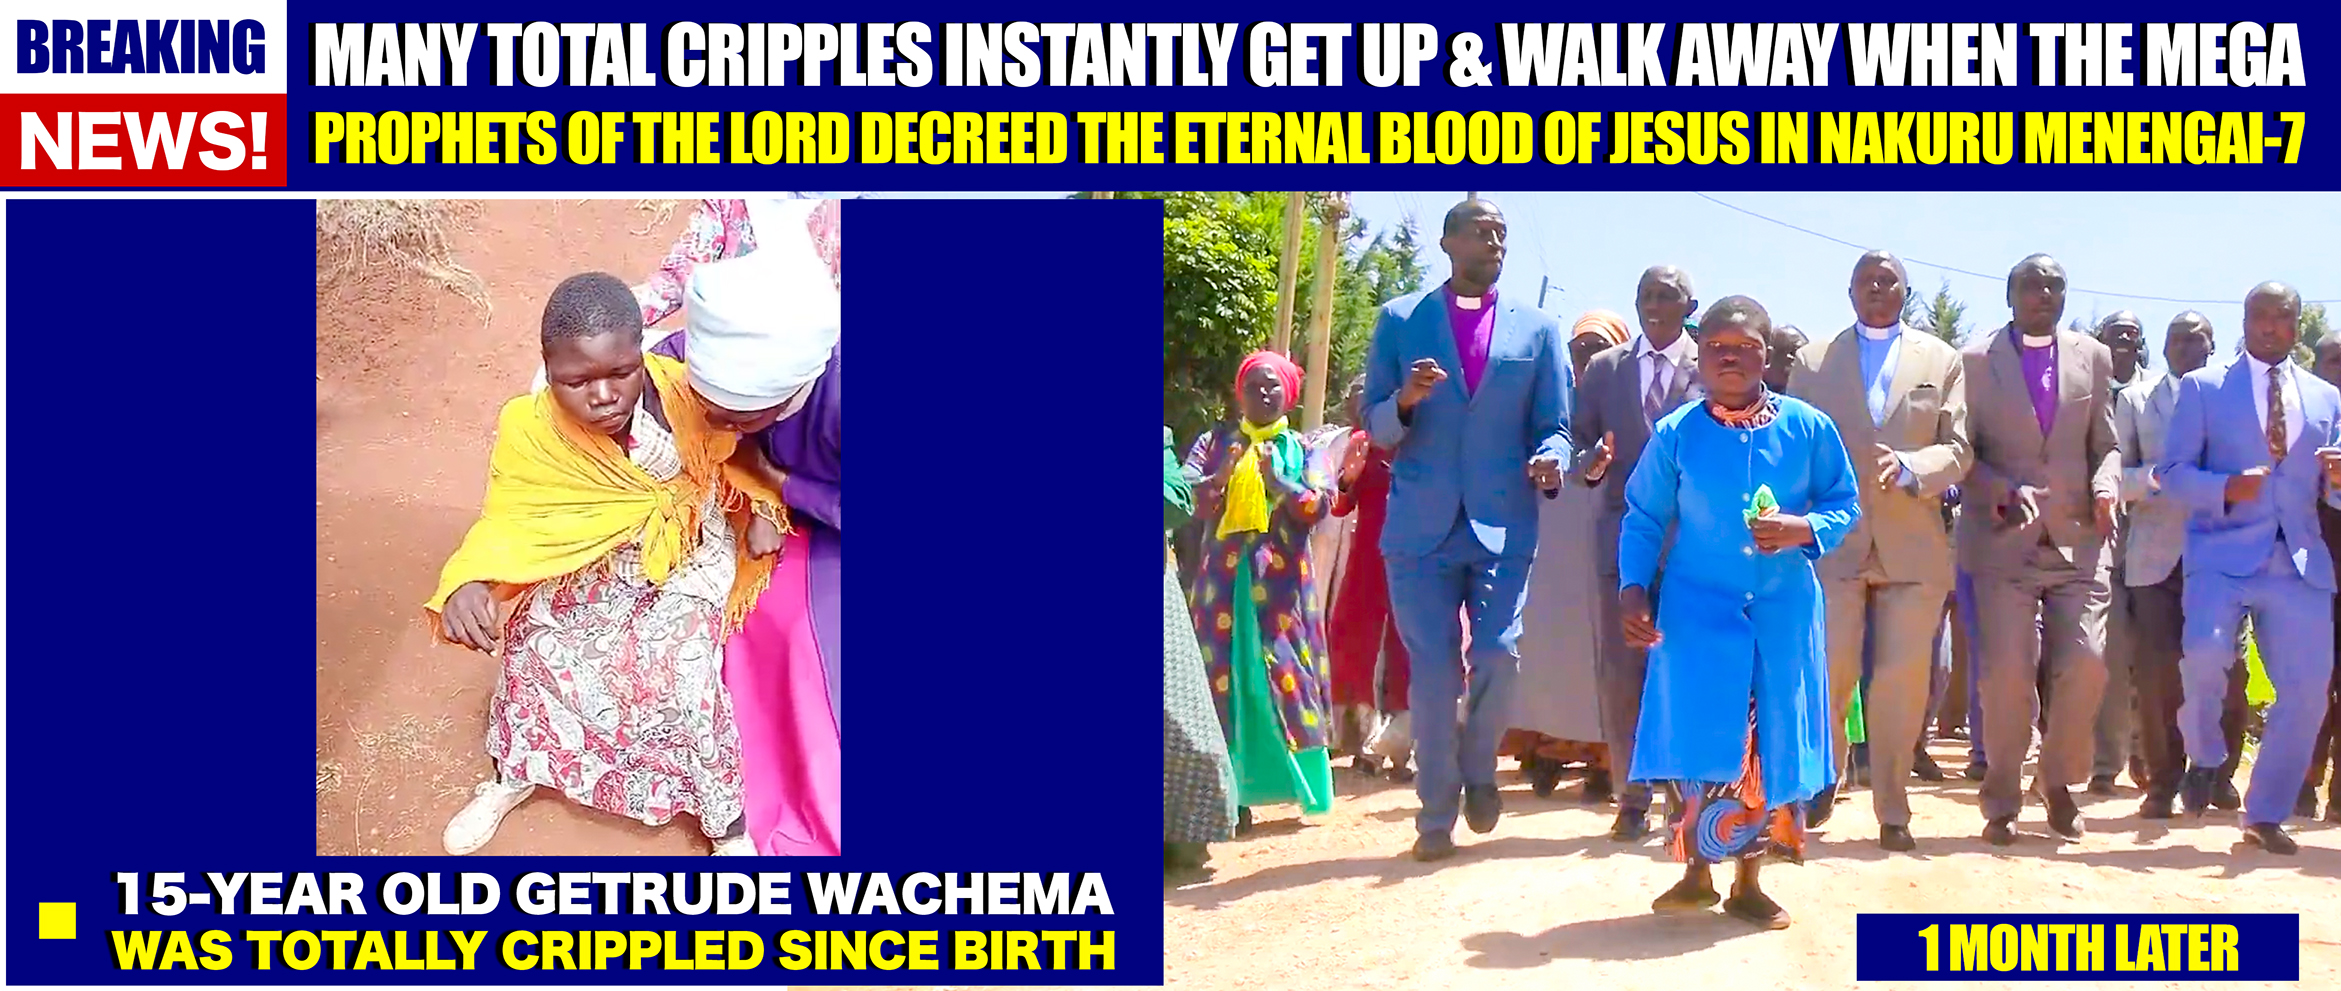 BREAKING
NEWS!
MANY TOTAL CRIPPLES INSTANTLY GET UP & WALK AWAY WHEN THE MEGA
PROPHETS OF THE LORD DECREED THE ETERNAL BLOOD OF JESUS IN NAKURU MENENGAI-7
15-YEAR OLD GETRUDE WACHEMA
WAS TOTALLY CRIPPLED SINCE BIRTH
1 MONTH LATER